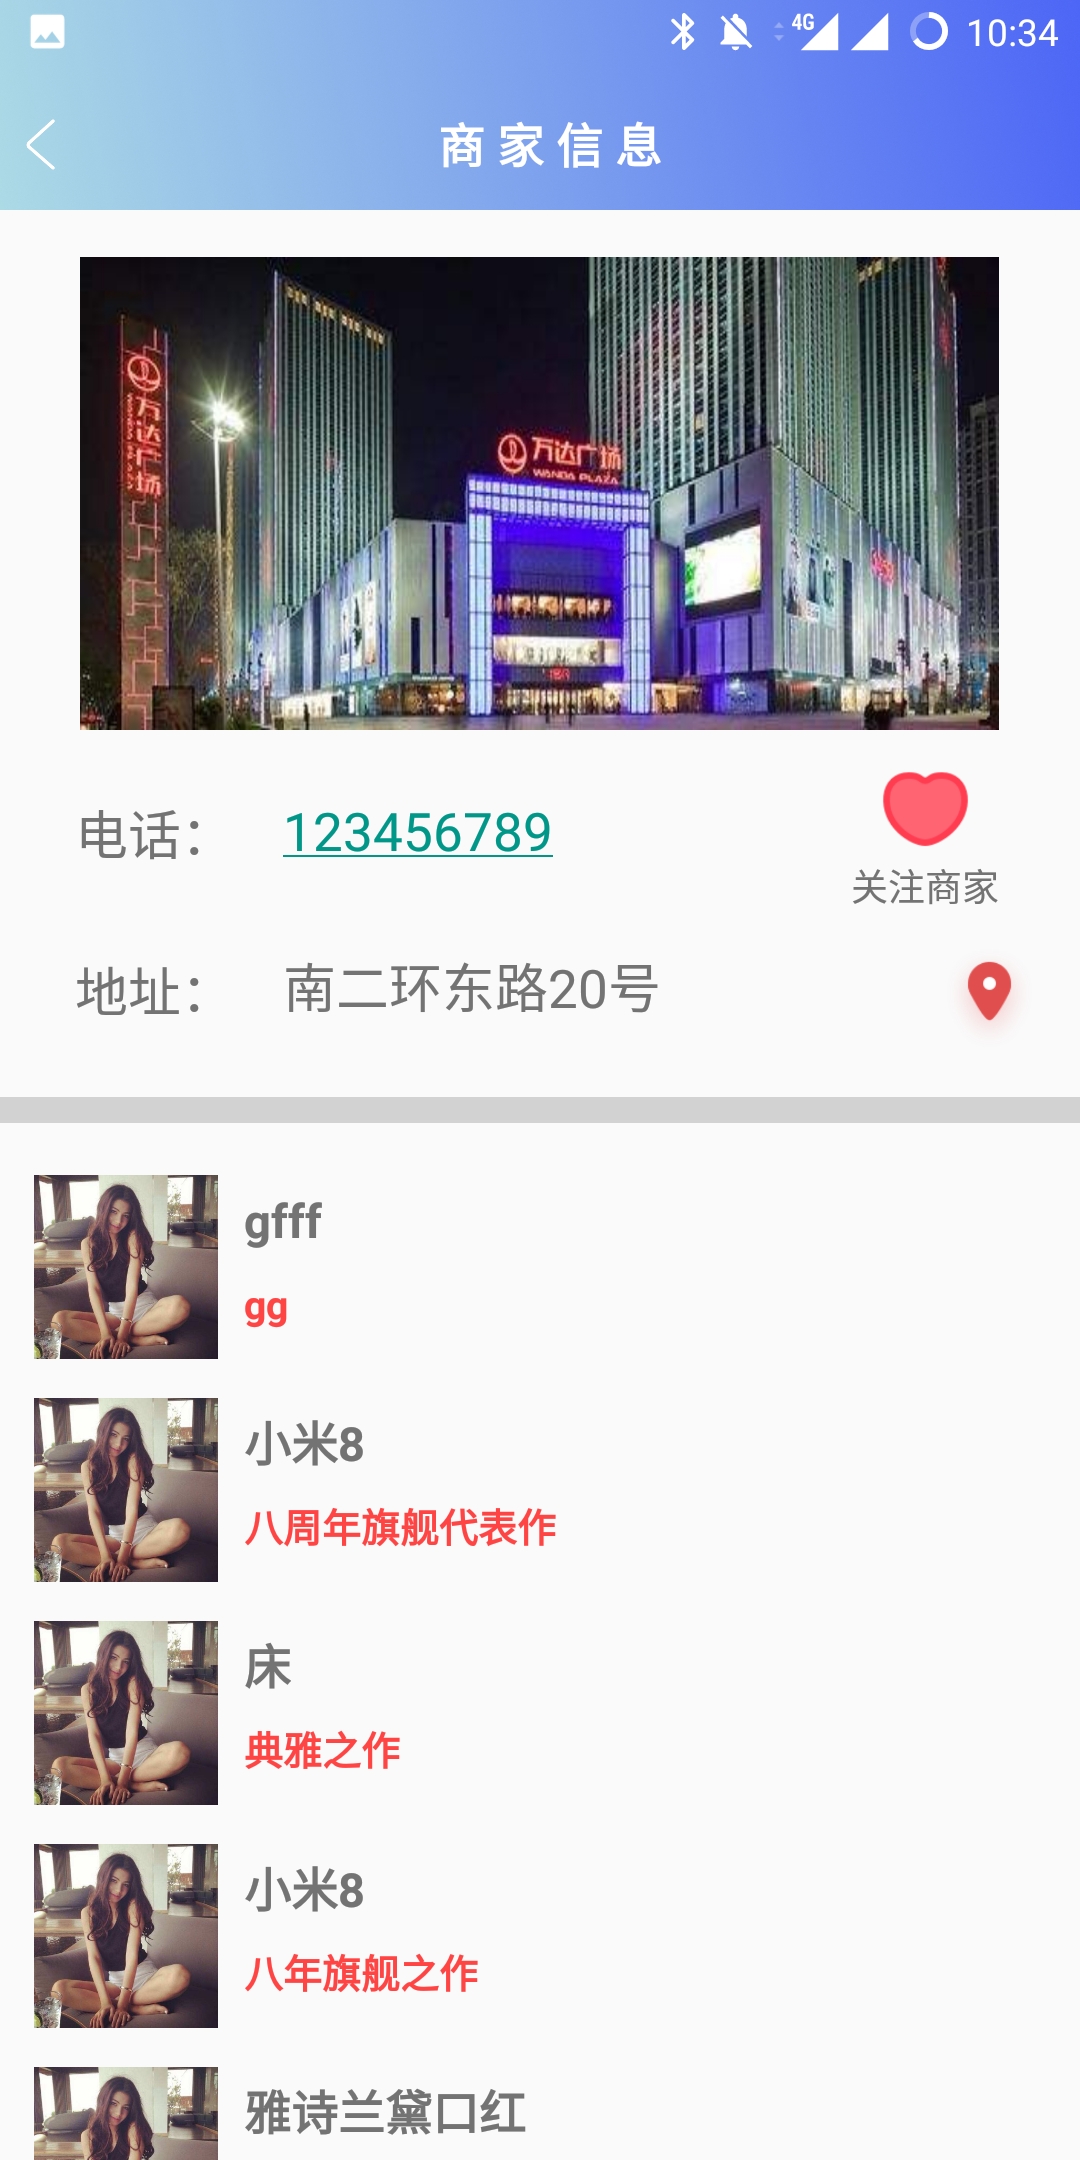 4G 10:34
商家信息
万达广场
万达广场
WANDA PLAZA
电话： 123456789
关注商家
地址： 南二环东路20号
gfff
gg
小米8
八周年旗舰代表作
床
典雅之作
小米8
八年旗舰之作
雅诗兰黛口红